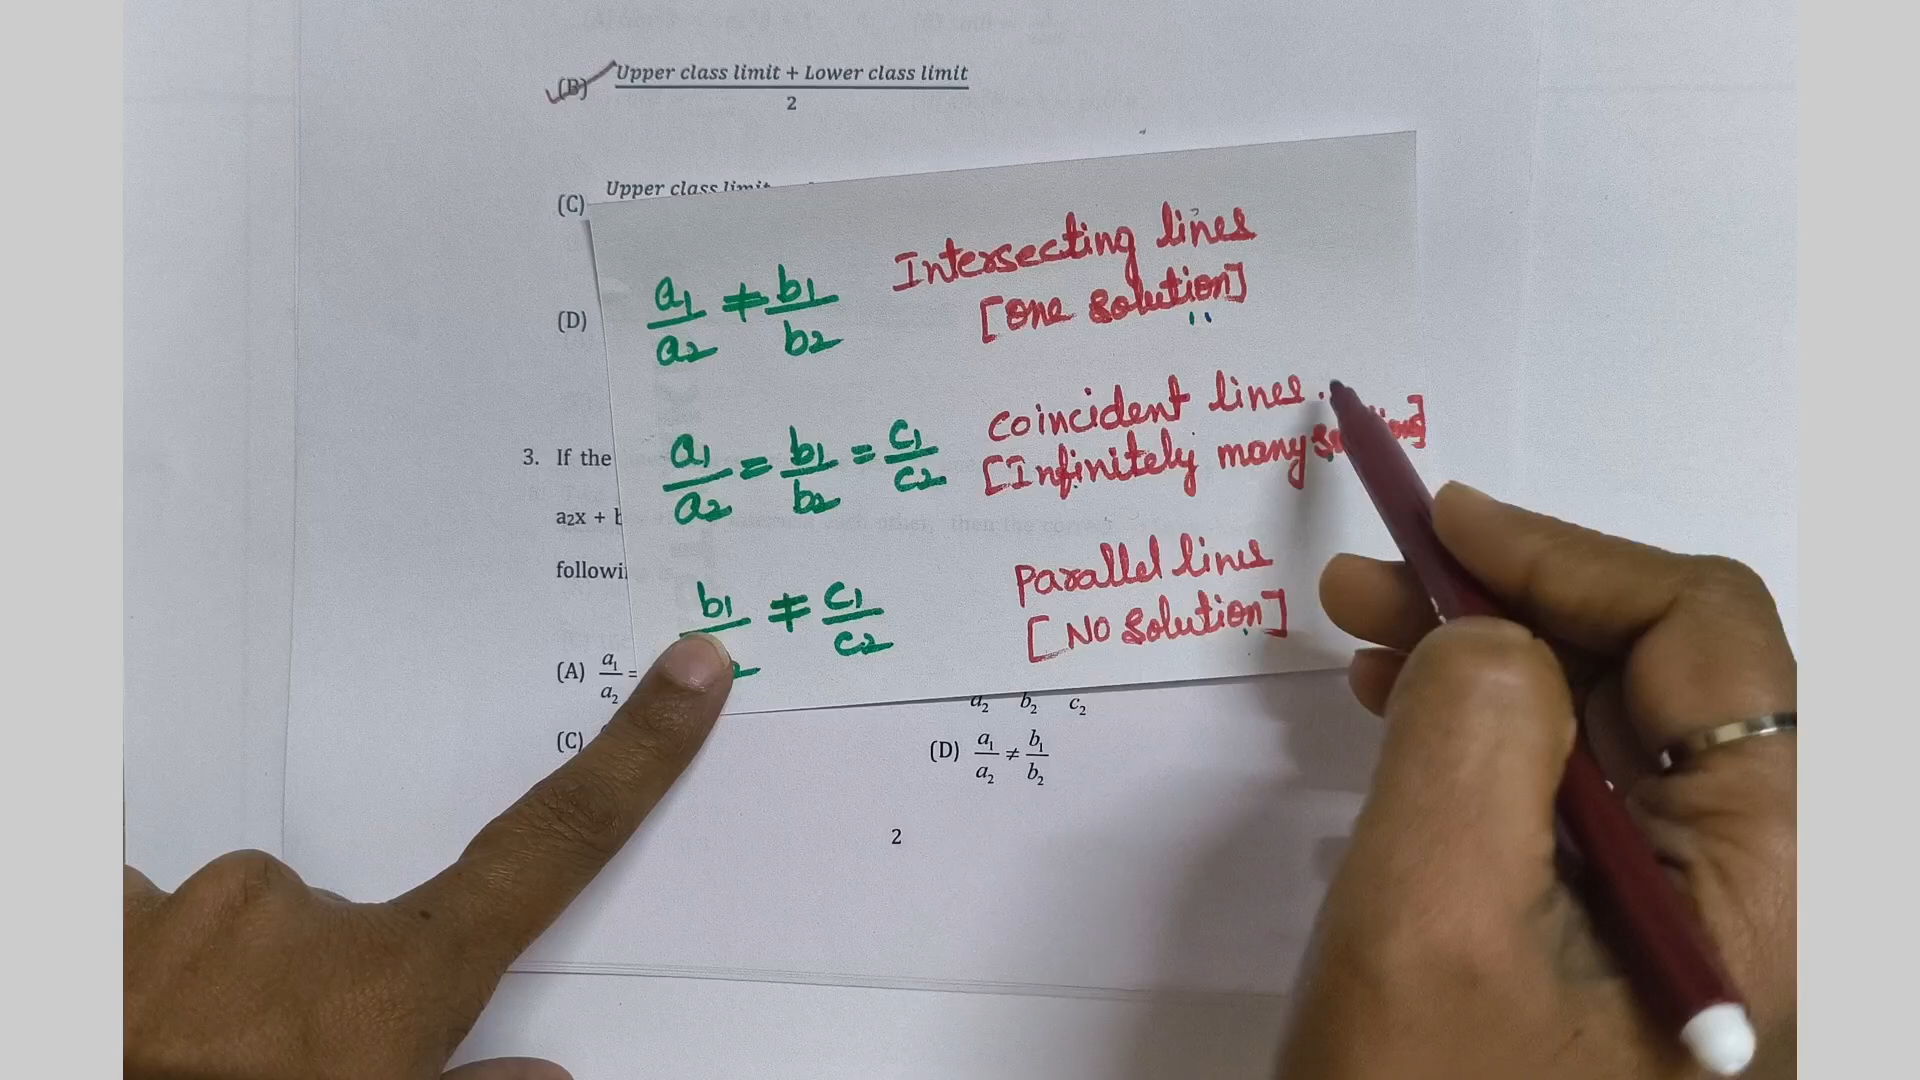 (B) Upper class limit + Lower class limit
2
(C) Upper class limit
(D)
a1/a2 ≠ b1/b2 Intersecting lines
[One solution]
a1/a2 = b1/b2 = c1/c2 coincident lines.
[Infinitely many
b1 ≠ c1/c2 Parallel lines
[NO Solution]
3. If the
a₂x +
(A) a₁/a₂ =
a₂ b₂ c₂
(C)
(D) a₁/a₂ ≠ b₁/b₂
2